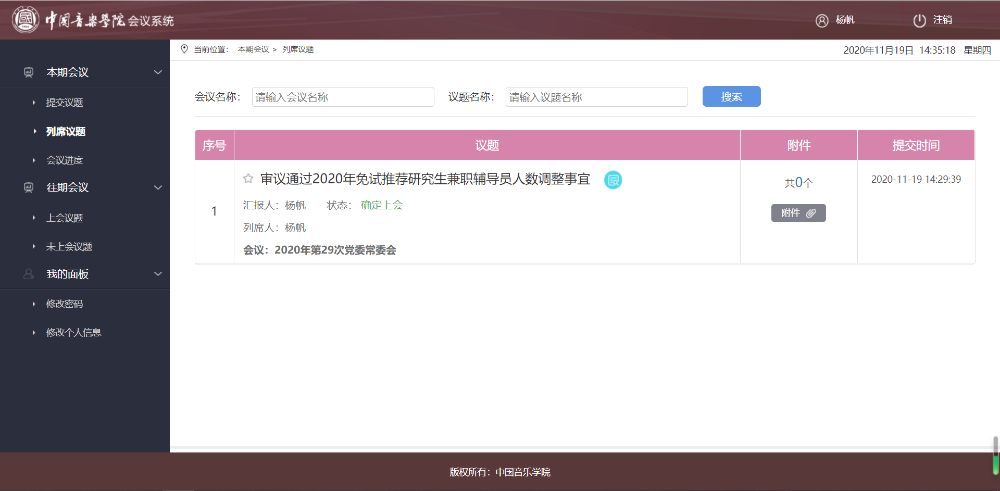 中国音乐学院会议系统
杨帆
注销
当前位置： 本期会议 > 列席议题
2020年11月19日 14:35:18 星期四
本期会议
提交议题
列席议题
会议进度
往期会议
上会议题
未上会议题
我的面板
修改密码
修改个人信息
会议名称： 请输入会议名称 议题名称： 请输入议题名称 搜索
序号 议题 附件 提交时间
1
审议通过2020年免试推荐研究生兼职辅导员人数调整事宜
汇报人：杨帆 状态： 确定上会
列席人：杨帆
会议：2020年第29次党委常委会
共0个
附件
2020-11-19 14:29:39
版权所有：中国音乐学院